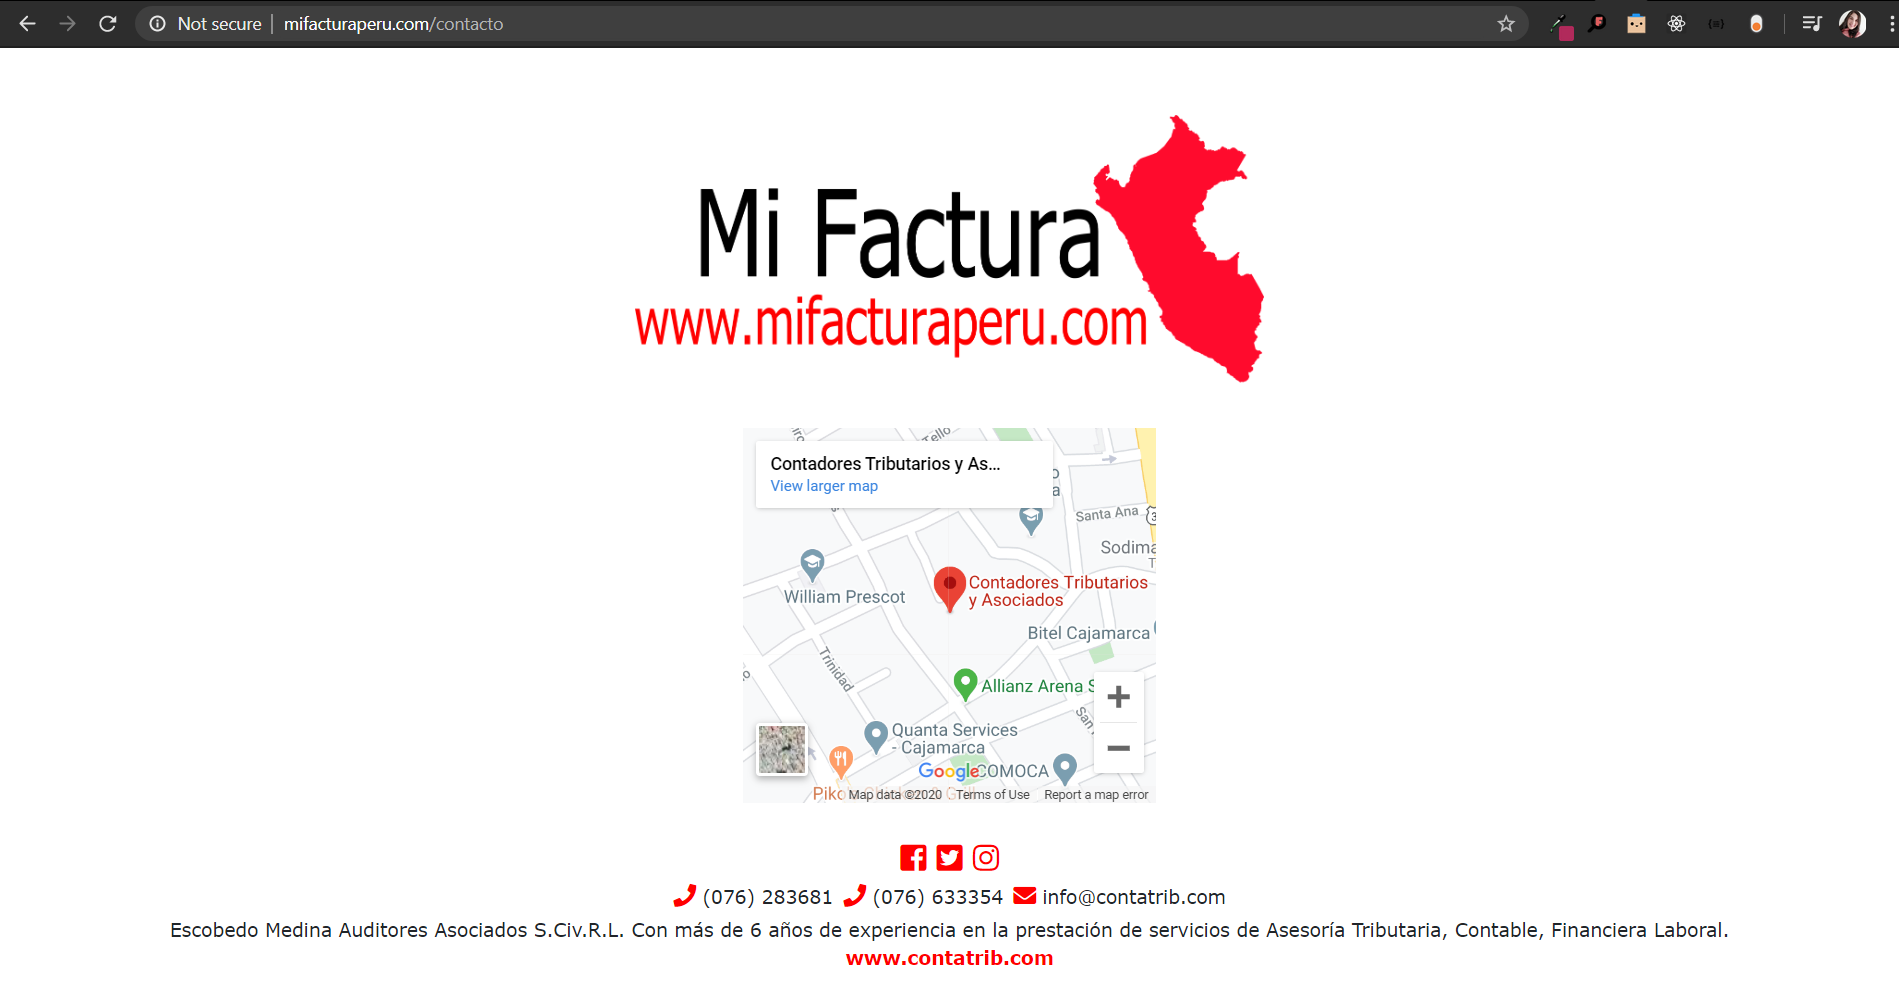 Not secure | mifacturaperu.com/contacto
Mi Factura
www.mifacturaperu.com
Tello
Contadores Tributarios y As...
View larger map
Santa Ana
3
Sodima
William Prescot
Contadores Tributarios
y Asociados
Bitel Cajamarca
Trinidad
Allianz Arena S
Quanta Services
- Cajamarca
Google
COMOCA
Map data ©2020 Terms of Use Report a map error
(076) 283681 (076) 633354 info@contatrib.com
Escobedo Medina Auditores Asociados S.Civ.R.L. Con más de 6 años de experiencia en la prestación de servicios de Asesoría Tributaria, Contable, Financiera Laboral.
www.contatrib.com